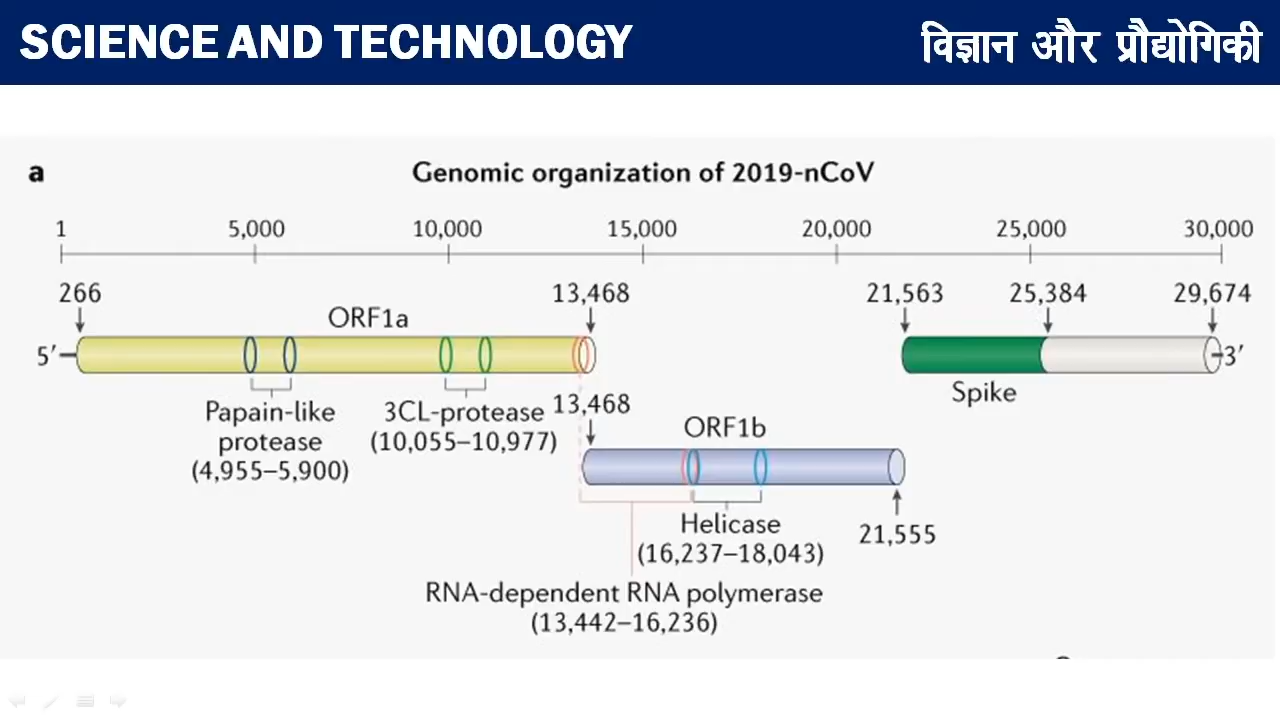 SCIENCE AND TECHNOLOGY
विज्ञान और प्रौद्योगिकी
a
Genomic organization of 2019-nCoV
1 5,000 10,000 15,000 20,000 25,000 30,000
266 13,468 21,563 25,384 29,674
ORF1a
5′ 3′
Spike
Papain-like
protease
(4,955–5,900)
3CL-protease
(10,055–10,977)
13,468
ORF1b
Helicase
(16,237–18,043)
21,555
RNA-dependent RNA polymerase
(13,442–16,236)